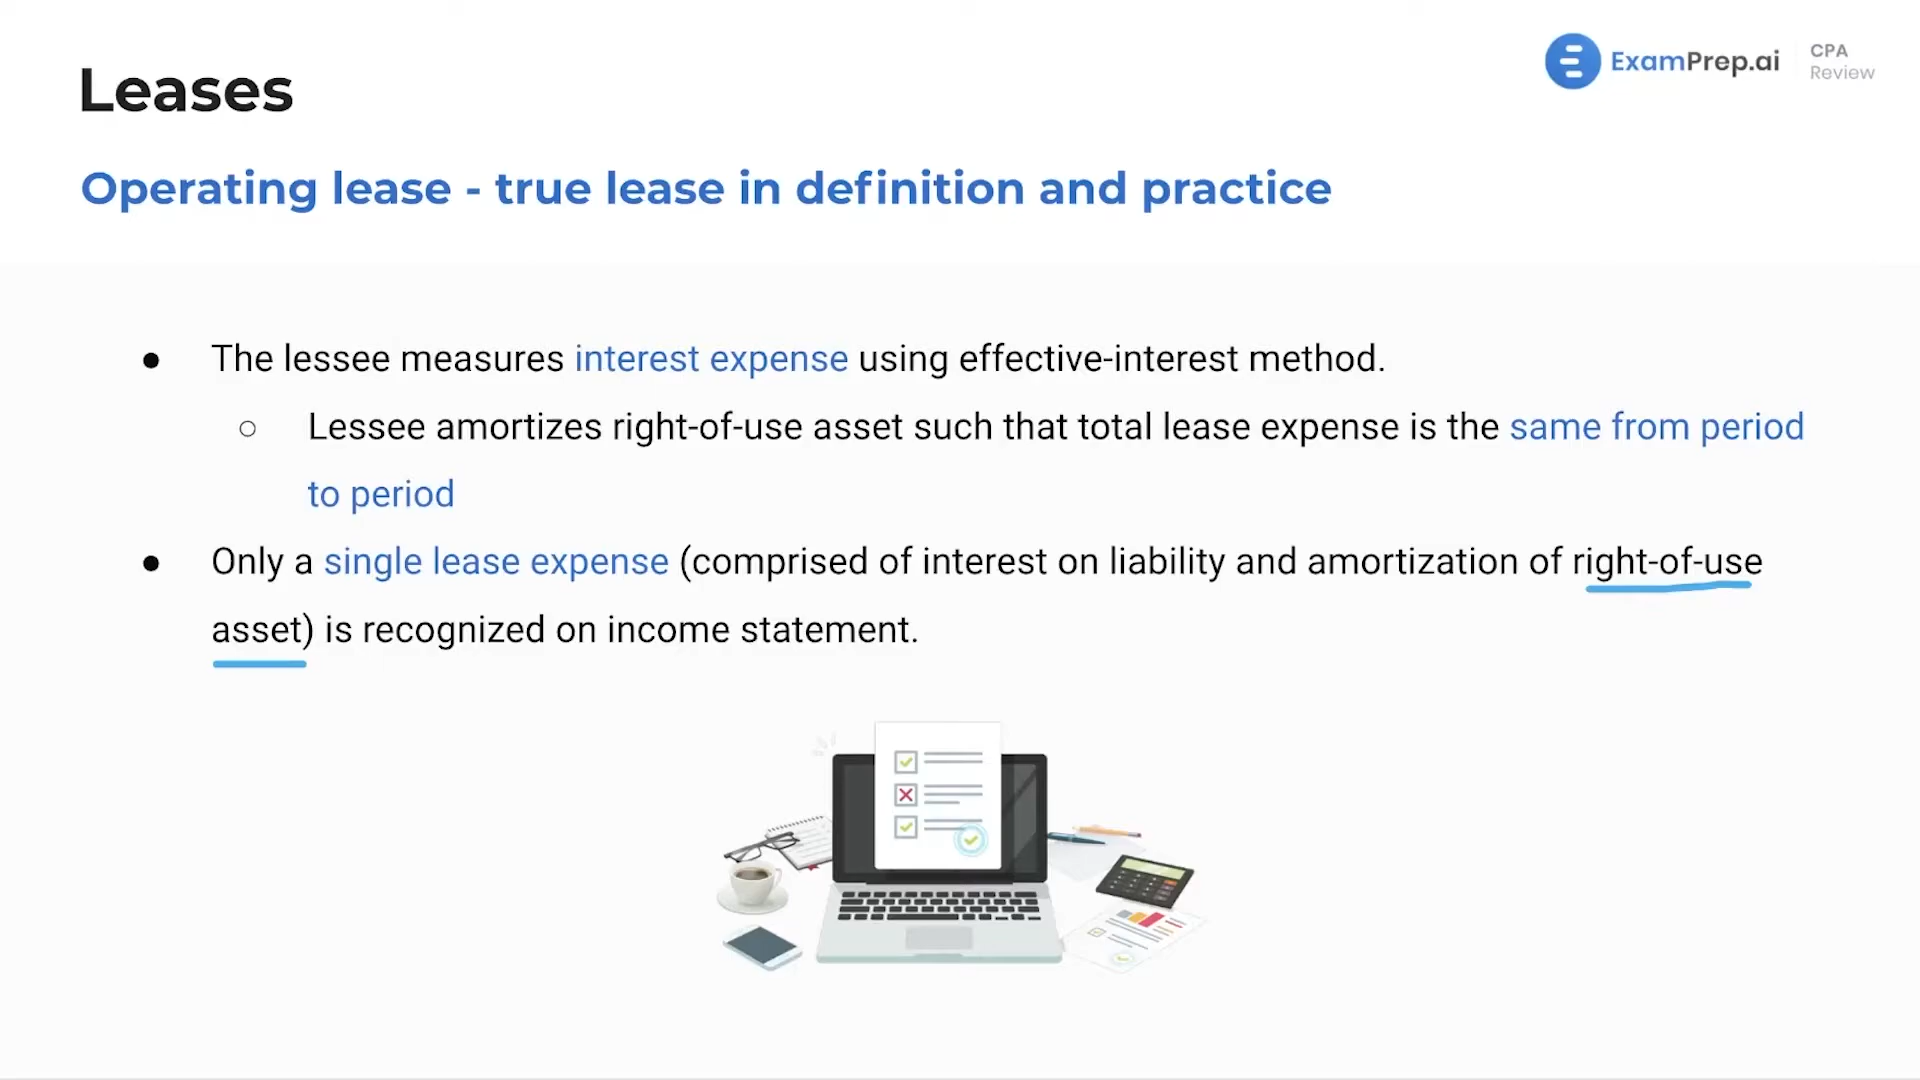 Leases
ExamPrep.ai
CPA
Review
Operating lease - true lease in definition and practice
● The lessee measures interest expense using effective-interest method.
○ Lessee amortizes right-of-use asset such that total lease expense is the same from period
to period
● Only a single lease expense (comprised of interest on liability and amortization of right-of-use
asset) is recognized on income statement.